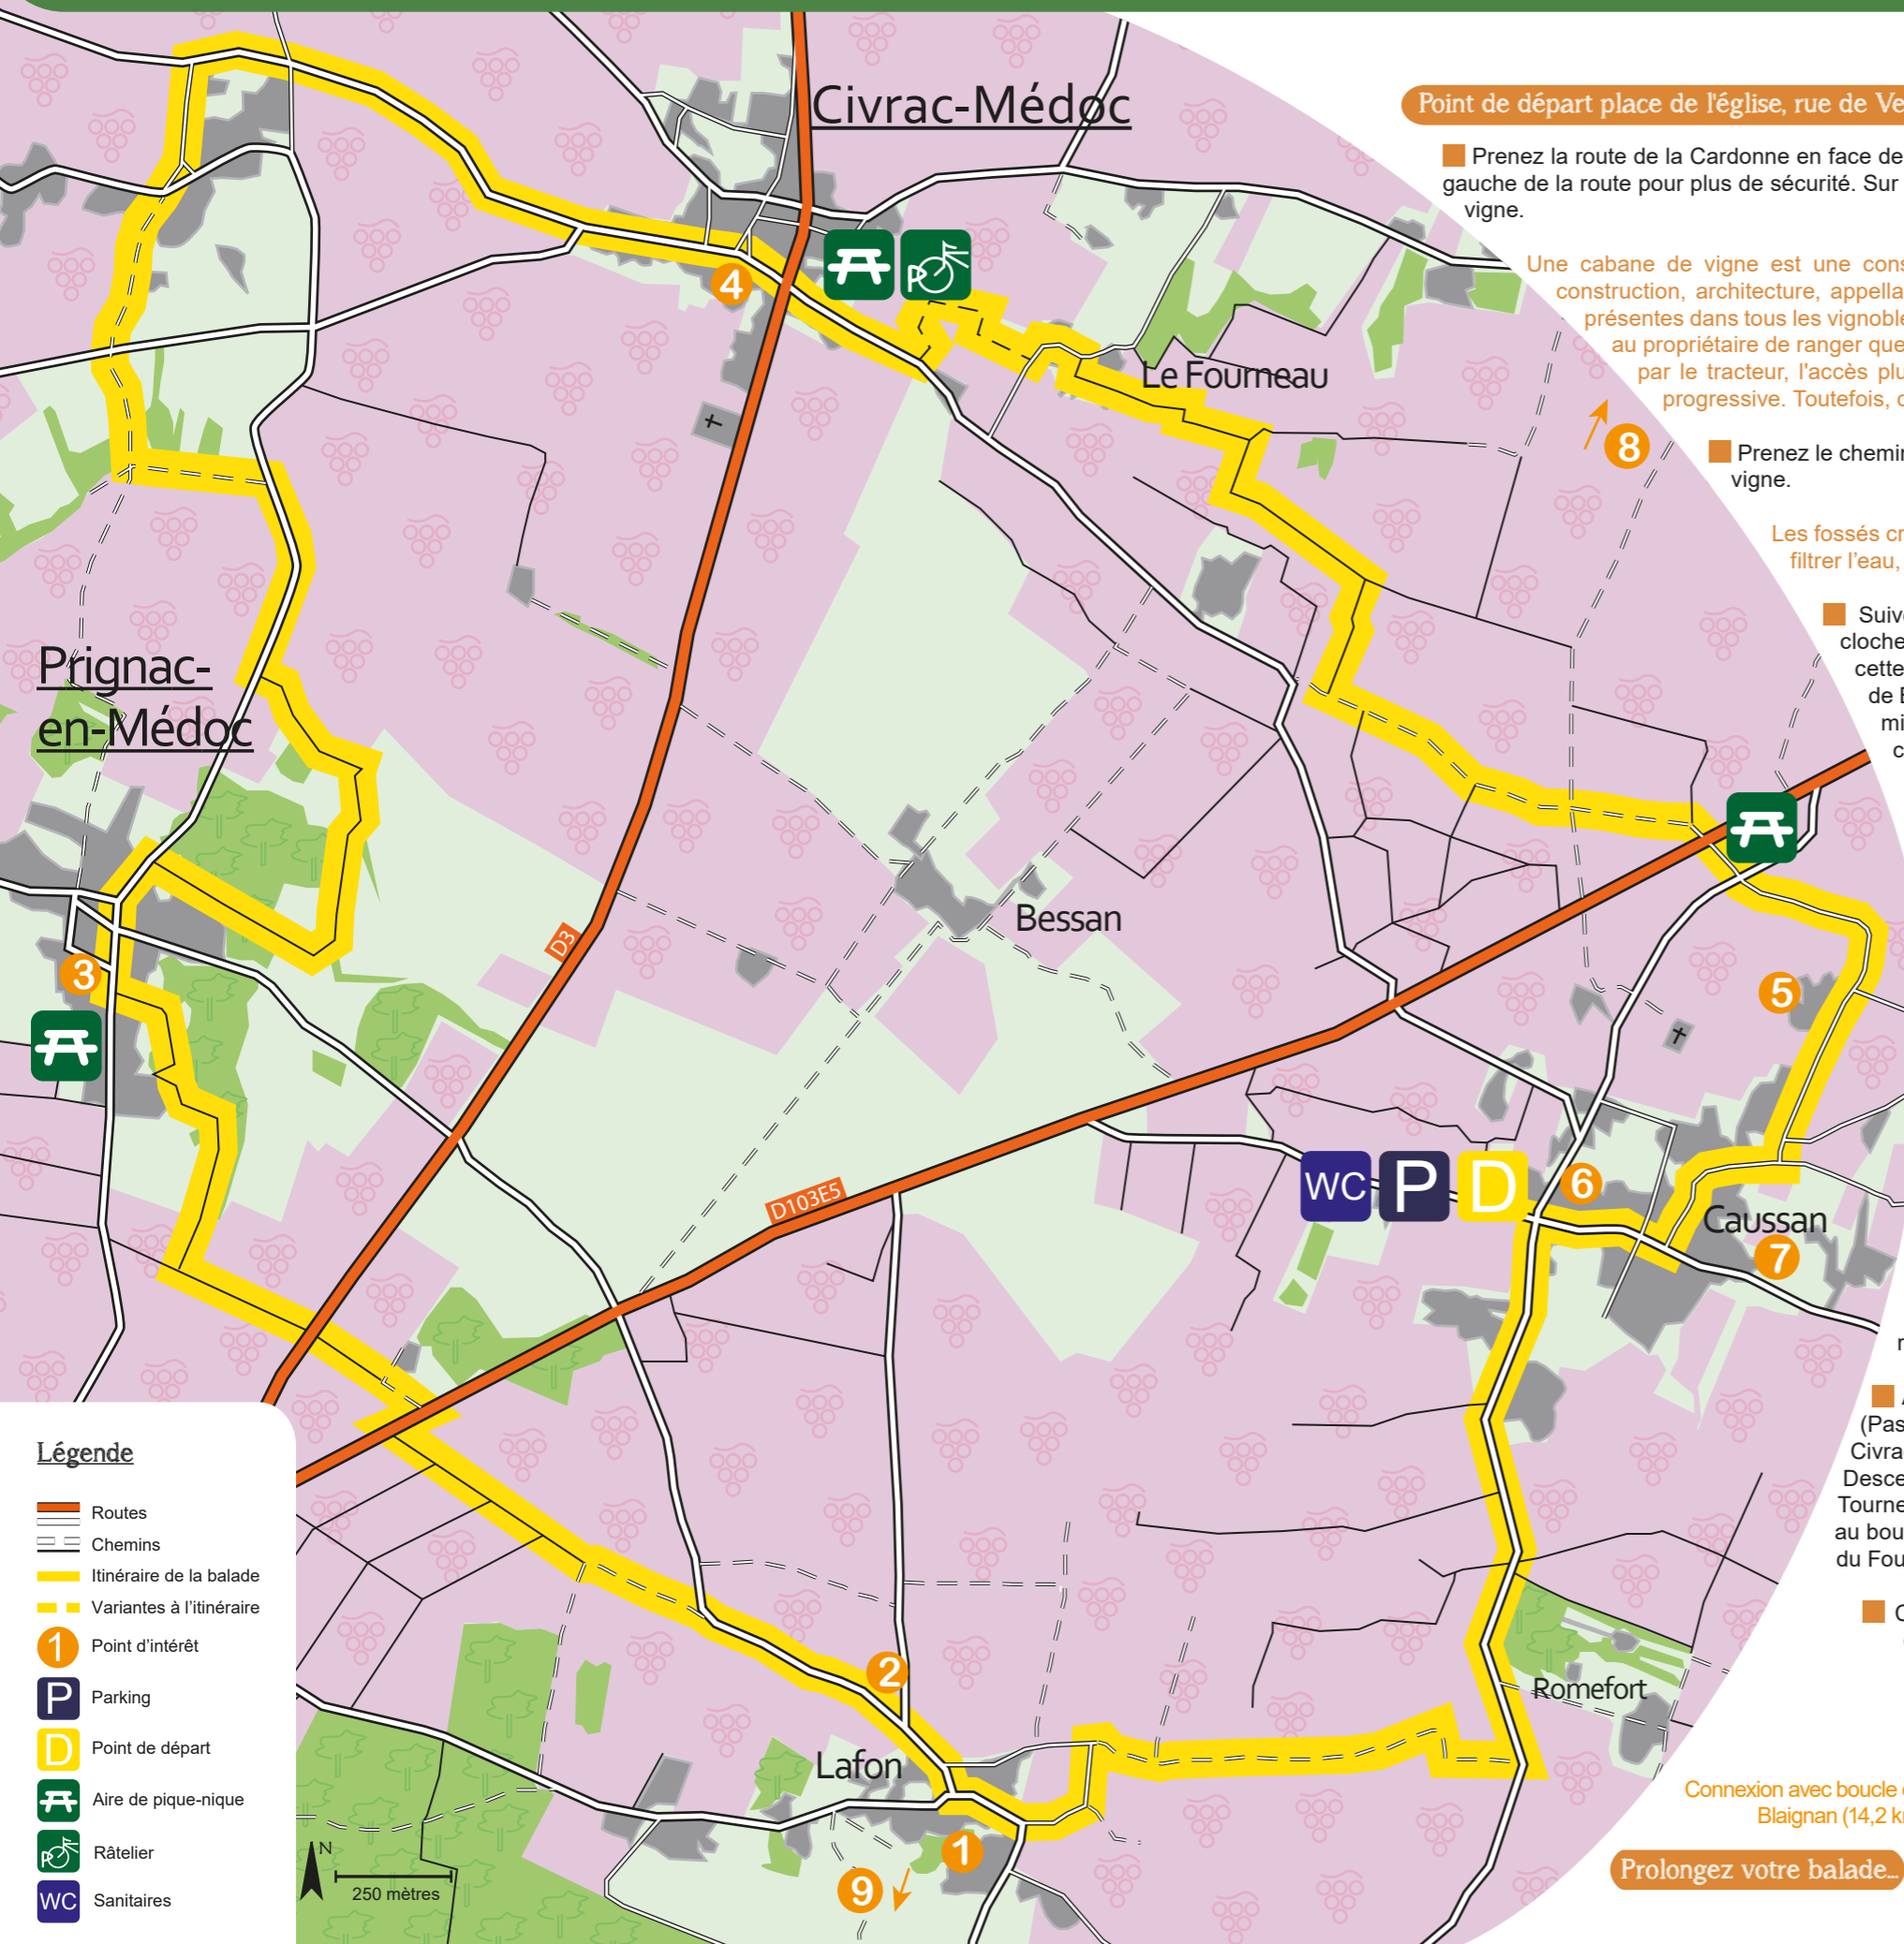 Civrac-Médoc
Point de départ place de l'église, rue de Ve
Prenez la route de la Cardonne en face de
gauche de la route pour plus de sécurité. Sur
vigne.
Une cabane de vigne est une cons
construction, architecture, appella
présentes dans tous les vignoble
au propriétaire de ranger que
par le tracteur, l'accès plu
progressive. Toutefois, c
4
P
Le Fourneau
8
Prenez le chemin
vigne.
Les fossés cr
filtrer l'eau,
Suiv
cloche
cette
de B
mi
c
Prignac-
en-Médoc
Bessan
D3
3
5
D103E5
WC P D
6
Caussan
7
r
(Pas
Civra
Desce
Tourne
au bou
du Fou
C
Légende
Routes
Chemins
Itinéraire de la balade
Variantes à l'itinéraire
1 Point d'intérêt
P Parking
D Point de départ
Aire de pique-nique
P Râtelier
WC Sanitaires
2
Romefort
Lafon
1
9
N
250 mètres
Connexion avec boucle
Blaignan (14,2 k
Prolongez votre balade...